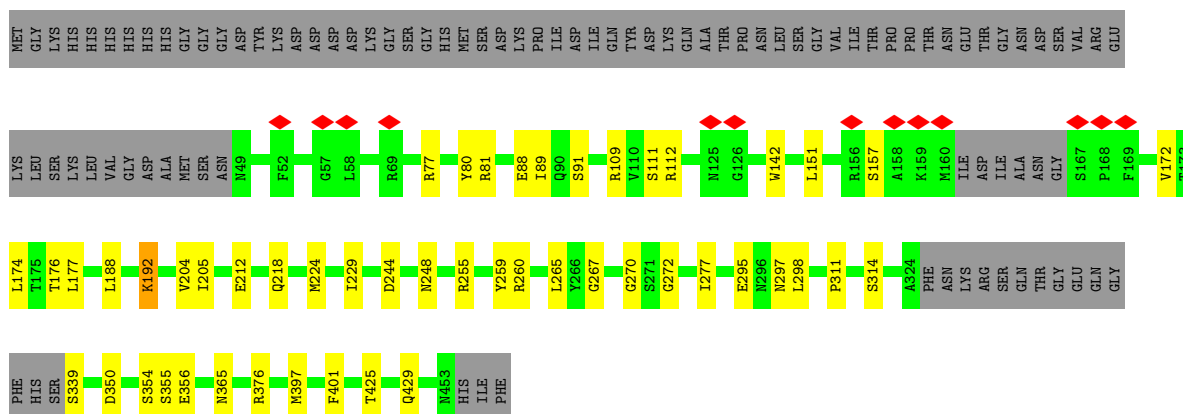 MET GLY LYS HIS HIS HIS HIS HIS HIS GLY GLY GLY ASP TYR LYS ASP ASP ASP ASP LYS GLY SER GLY HIS MET SER ASP LYS PRO ILE ASP ILE GLN TYR ASP LYS GLN ALA THR PRO ASN LEU SER GLY VAL ILE THR PRO PRO THR ASN GLU THR GLY ASN ASP SER VAL ARG GLU
LYS LEU SER LYS LEU VAL GLY ASP ALA MET SER ASN N49 F52 G57 L58 R69 R77 Y80 R81 E88 I89 Q90 S91 R109 V110 S111 R112 N125 G126 W142 L151 R156 S157 A158 K159 M160 ILE ASP ILE ALA ASN GLY S167 P168 F169 V172 T173
L174 T175 T176 L177 L188 K192 V204 I205 E212 Q218 M224 I229 D244 N248 R255 Y259 R260 L265 Y266 G267 G270 S271 G272 I277 E295 N296 N297 L298 P311 S314 A324 PHE ASN LYS ARG SER GLN THR GLY GLU GLN GLY
PHE HIS SER S339 D350 S354 S355 E356 N365 R376 M397 F401 T425 Q429 N453 HIS ILE PHE